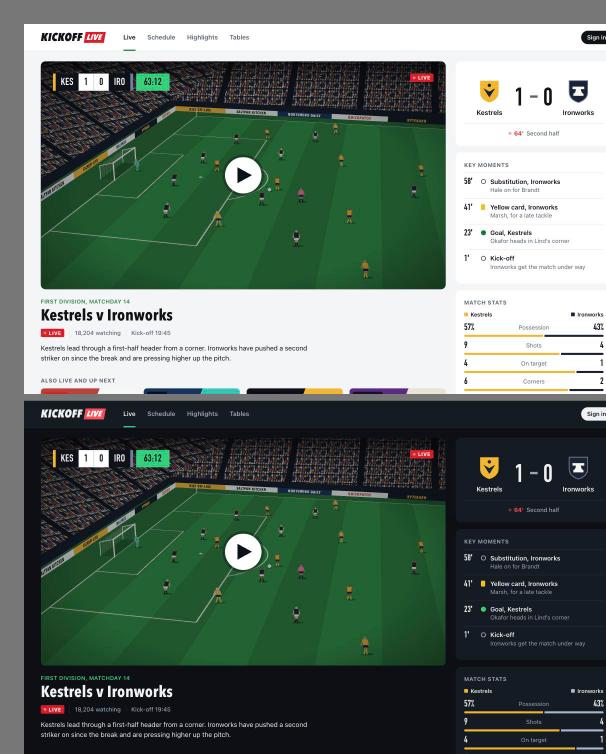 KICKOFF LIVE Live Schedule Highlights Tables Sign in
KES 1 0 IRO 63:12
LIVE
1 – 0
Kestrels Ironworks
64' Second half
KEY MOMENTS
58' Substitution, Ironworks
Hale on for Brandt
41' Yellow card, Ironworks
Marsh, for a late tackle
23' Goal, Kestrels
Okafor heads in Lind's corner
1' Kick-off
Ironworks get the match under way
FIRST DIVISION, MATCHDAY 14
Kestrels v Ironworks
LIVE 18,204 watching Kick-off 19:45
Kestrels lead through a first-half header from a corner. Ironworks have pushed a second
striker on since the break and are pressing higher up the pitch.
ALSO LIVE AND UP NEXT
MATCH STATS
Kestrels Ironworks
57% Possession 43%
9 Shots 4
4 On target 1
6 Corners 2
KICKOFF LIVE Live Schedule Highlights Tables Sign in
KES 1 0 IRO 63:12
LIVE
1 – 0
Kestrels Ironworks
64' Second half
KEY MOMENTS
58' Substitution, Ironworks
Hale on for Brandt
41' Yellow card, Ironworks
Marsh, for a late tackle
23' Goal, Kestrels
Okafor heads in Lind's corner
1' Kick-off
Ironworks get the match under way
FIRST DIVISION, MATCHDAY 14
Kestrels v Ironworks
LIVE 18,204 watching Kick-off 19:45
Kestrels lead through a first-half header from a corner. Ironworks have pushed a second
striker on since the break and are pressing higher up the pitch.
MATCH STATS
Kestrels Ironworks
57% Possession 43%
9 Shots 4
4 On target 1